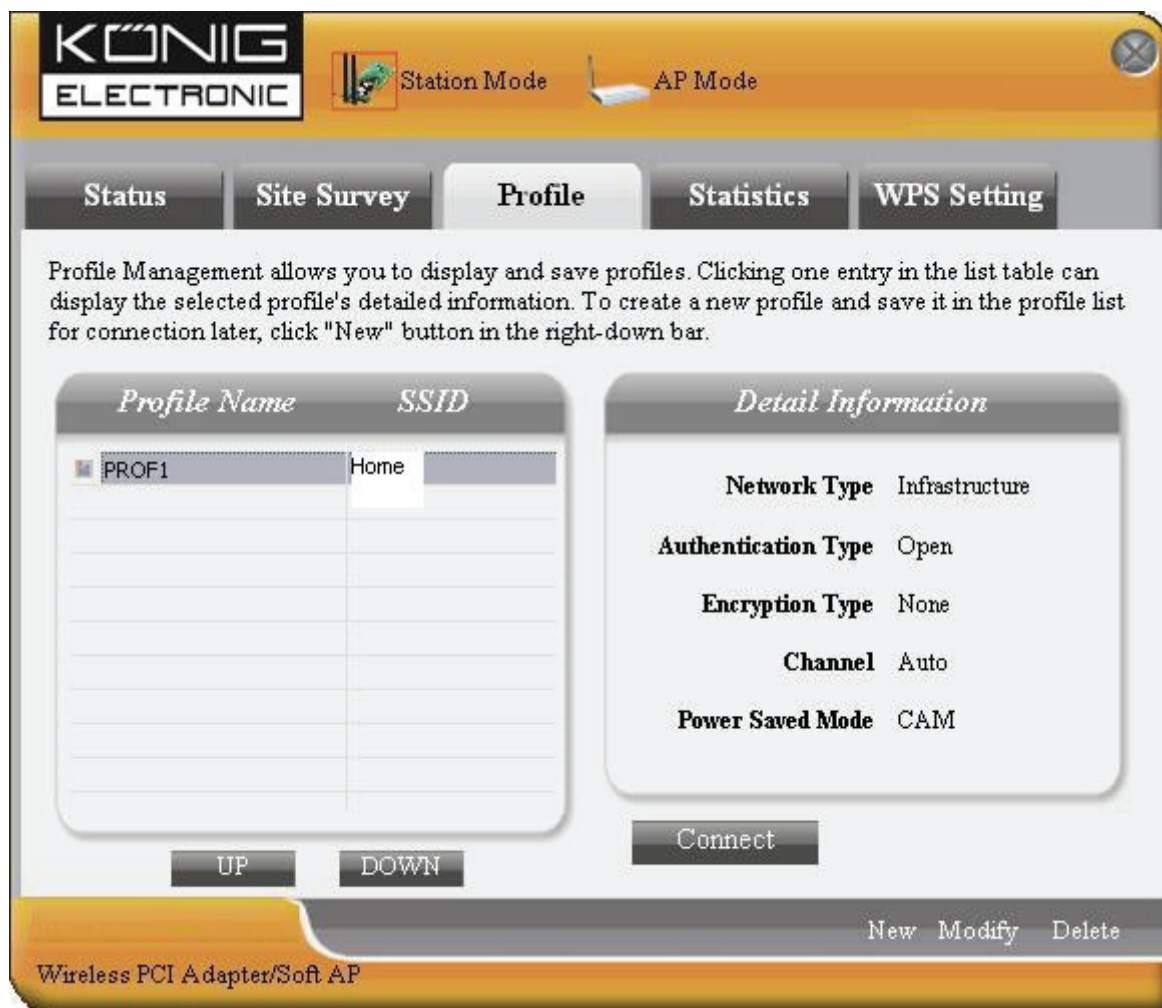 KÖNIG
ELECTRONIC
Station Mode
AP Mode
Status
Site Survey
Profile
Statistics
WPS Setting
Profile Management allows you to display and save profiles. Clicking one entry in the list table can
display the selected profile's detailed information. To create a new profile and save it in the profile list
for connection later, click "New" button in the right-down bar.
Profile Name SSID
PROF1 Home
Detail Information
Network Type Infrastructure
Authentication Type Open
Encryption Type None
Channel Auto
Power Saved Mode CAM
UP
DOWN
Connect
New Modify Delete
Wireless PCI Adapter/Soft AP